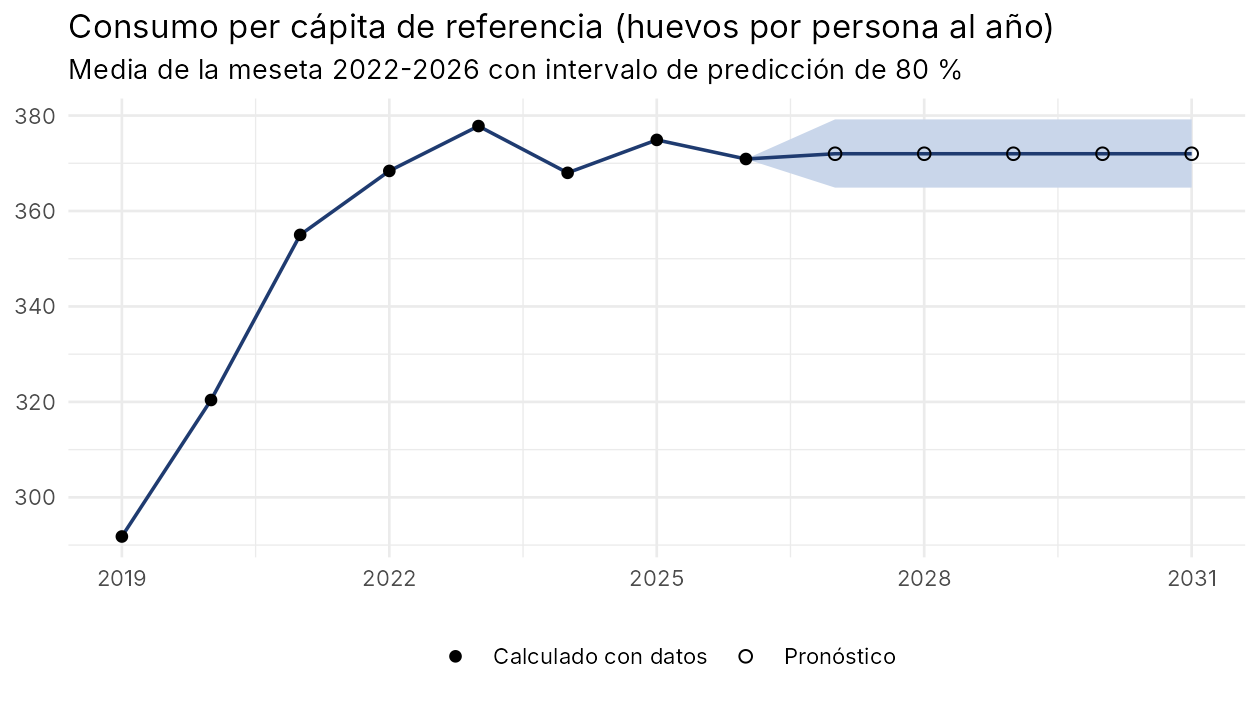 Consumo per cápita de referencia (huevos por persona al año)
Media de la meseta 2022-2026 con intervalo de predicción de 80 %
380
360
340
320
300
2019 2022 2025 2028 2031
Calculado con datos Pronóstico